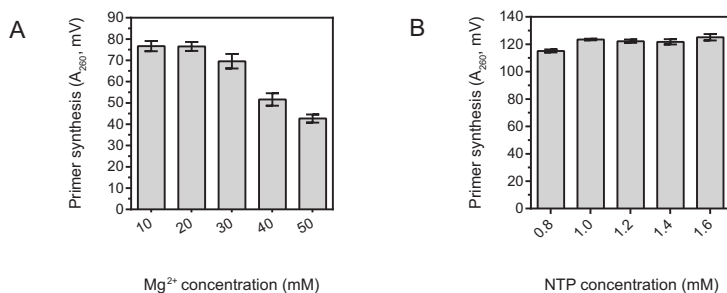 A
Primer synthesis (A260, mV)
90
80
70
60
50
40
30
20
10
0
10 20 30 40 50
Mg2+ concentration (mM)
B
Primer synthesis (A260, mV)
140
120
100
80
60
40
20
0
0.8 1.0 1.2 1.4 1.6
NTP concentration (mM)